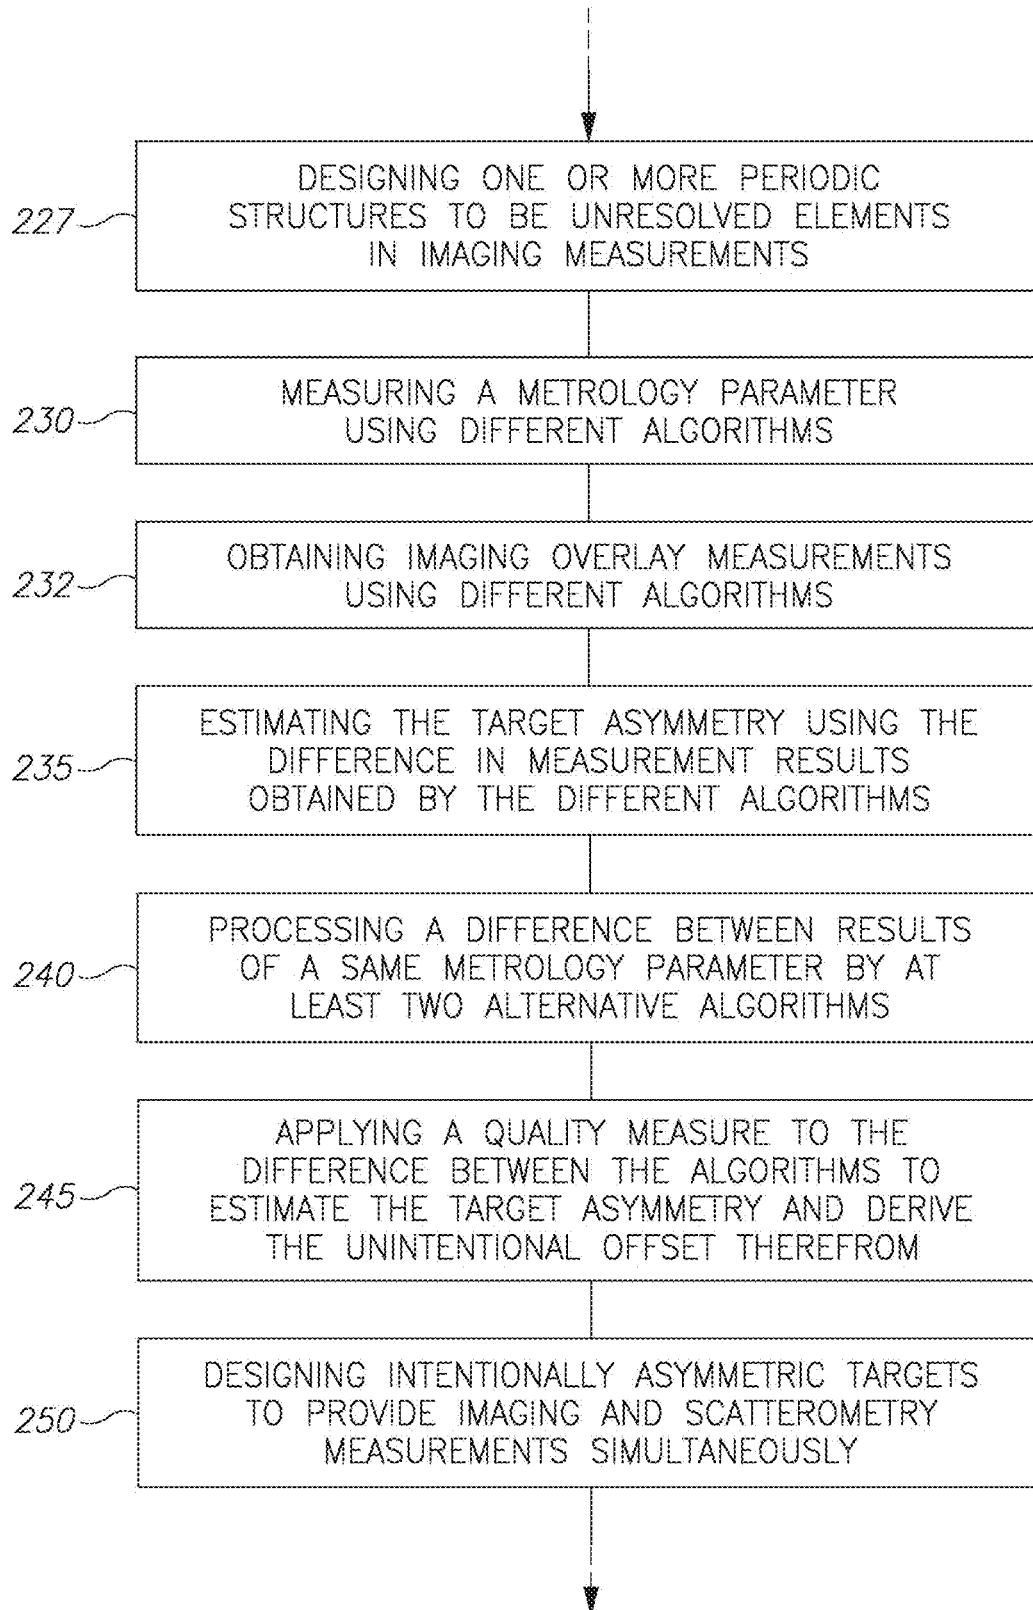 DESIGNING ONE OR MORE PERIODIC
STRUCTURES TO BE UNRESOLVED ELEMENTS
IN IMAGING MEASUREMENTS
227
MEASURING A METROLOGY PARAMETER
USING DIFFERENT ALGORITHMS
230
OBTAINING IMAGING OVERLAY MEASUREMENTS
USING DIFFERENT ALGORITHMS
232
ESTIMATING THE TARGET ASYMMETRY USING THE
DIFFERENCE IN MEASUREMENT RESULTS
OBTAINED BY THE DIFFERENT ALGORITHMS
235
PROCESSING A DIFFERENCE BETWEEN RESULTS
OF A SAME METROLOGY PARAMETER BY AT
LEAST TWO ALTERNATIVE ALGORITHMS
240
APPLYING A QUALITY MEASURE TO THE
DIFFERENCE BETWEEN THE ALGORITHMS TO
ESTIMATE THE TARGET ASYMMETRY AND DERIVE
THE UNINTENTIONAL OFFSET THEREFROM
245
DESIGNING INTENTIONALLY ASYMMETRIC TARGETS
TO PROVIDE IMAGING AND SCATTEROMETRY
MEASUREMENTS SIMULTANEOUSLY
250